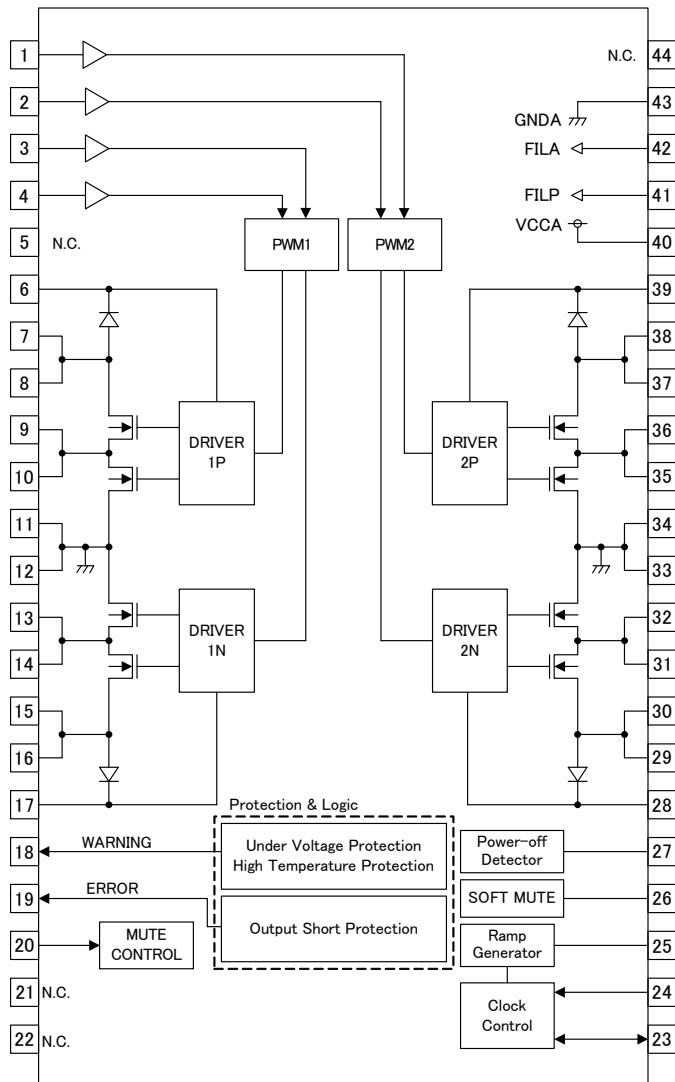 1
N.C.
44
2
43
GNDA
3
FILA
42
4
FILP
41
VCCA
5
N.C.
PWM1
PWM2
40
6
39
7
38
8
37
9
DRIVER
1P
DRIVER
2P
36
10
35
11
34
12
33
13
DRIVER
1N
DRIVER
2N
32
14
31
15
30
16
29
17
28
Protection & Logic
18
WARNING
Under Voltage Protection
High Temperature Protection
Power-off
Detector
27
19
ERROR
Output Short Protection
SOFT MUTE
26
20
MUTE
CONTROL
Ramp
Generator
25
21
N.C.
Clock
Control
24
22
N.C.
23